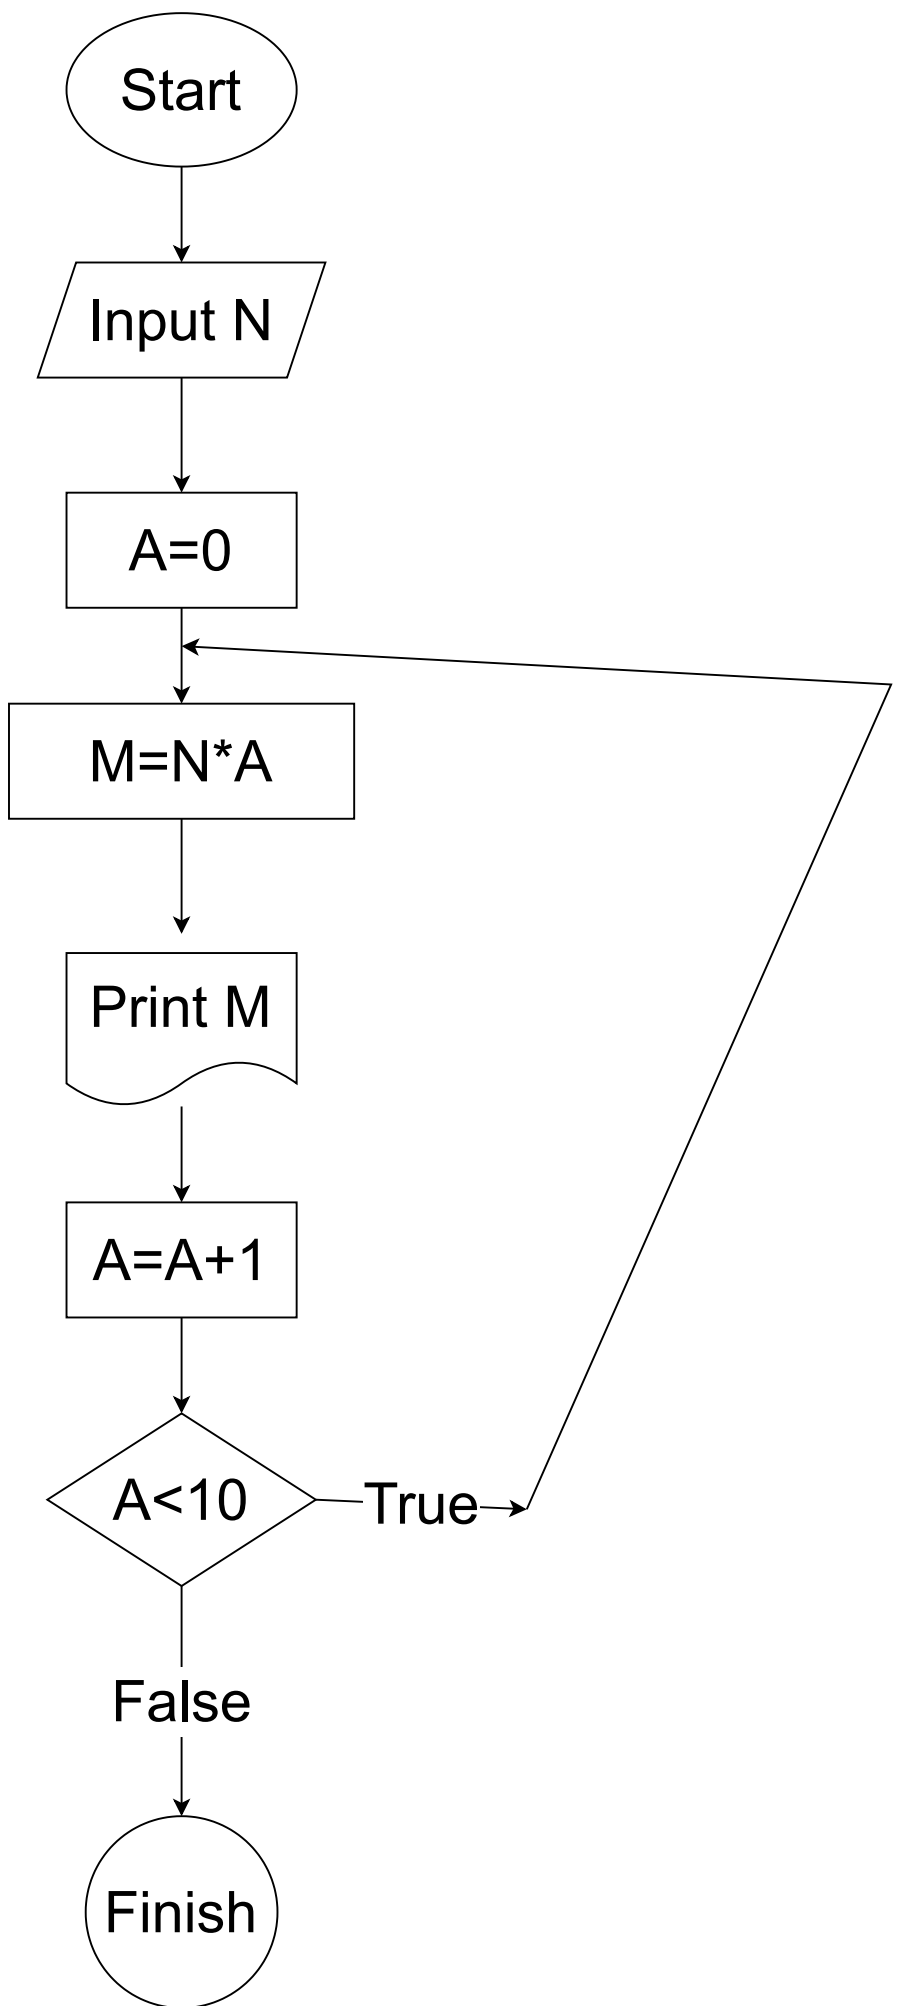 Start
Input N
A=0
M=N*A
Print M
A=A+1
A<10
True
False
Finish